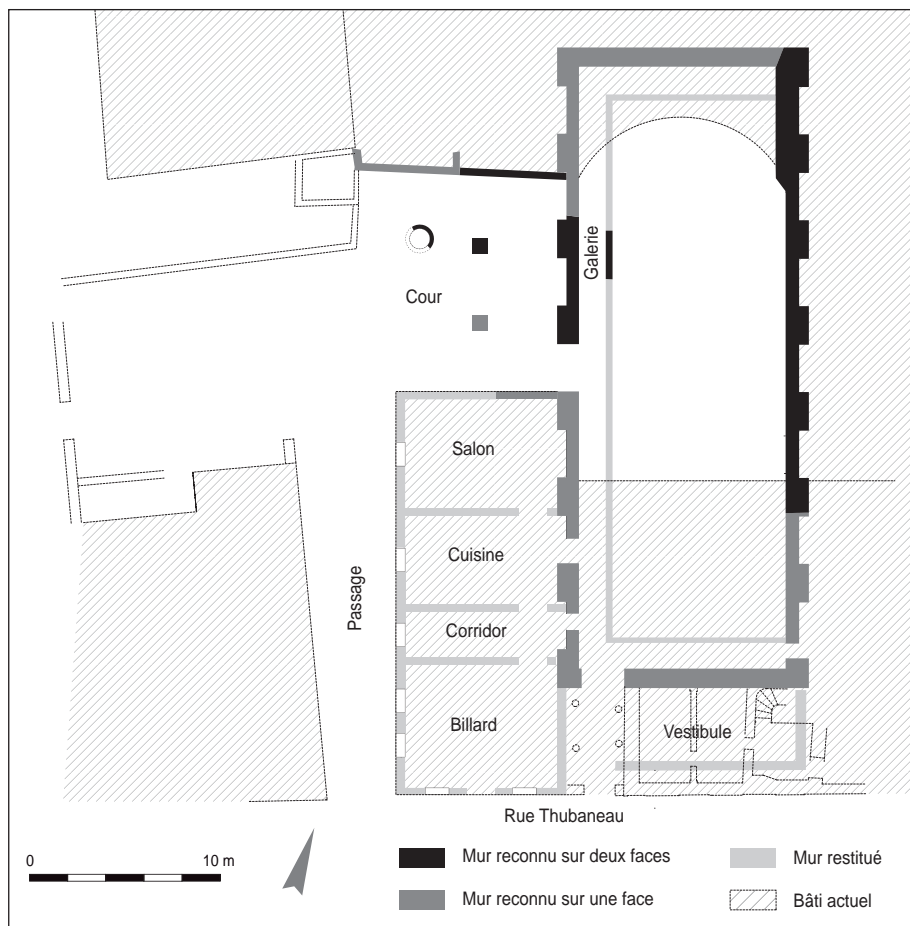 Galerie
Cour
Salon
Cuisine
Passage
Corridor
Billard
Vestibule
Rue Thubaneau
0 10 m
Mur reconnu sur deux faces
Mur restitué
Mur reconnu sur une face
Bâti actuel